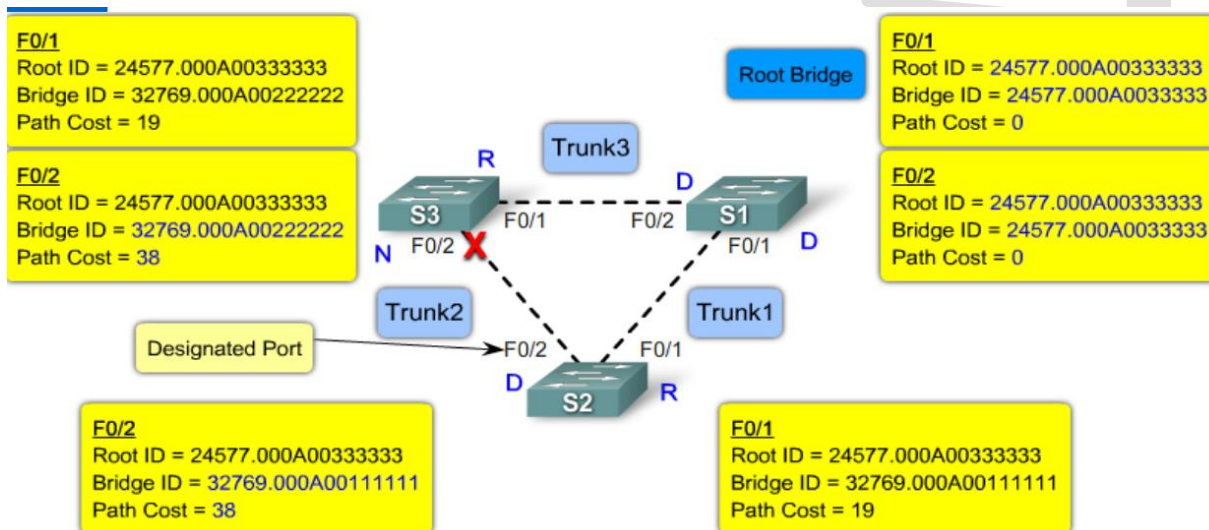 F0/1
Root ID = 24577.000A00333333
Bridge ID = 32769.000A00222222
Path Cost = 19
Root Bridge
F0/1
Root ID = 24577.000A00333333
Bridge ID = 24577.000A0033333
Path Cost = 0
F0/2
Root ID = 24577.000A00333333
Bridge ID = 32769.000A00222222
Path Cost = 38
R
Trunk3
D
F0/2
Root ID = 24577.000A00333333
Bridge ID = 24577.000A0033333
Path Cost = 0
S3
F0/1
F0/2
S1
N
F0/2
X
F0/1
D
Trunk2
Trunk1
Designated Port
F0/2
F0/1
D
S2
R
F0/2
Root ID = 24577.000A00333333
Bridge ID = 32769.000A00111111
Path Cost = 38
F0/1
Root ID = 24577.000A00333333
Bridge ID = 32769.000A00111111
Path Cost = 19